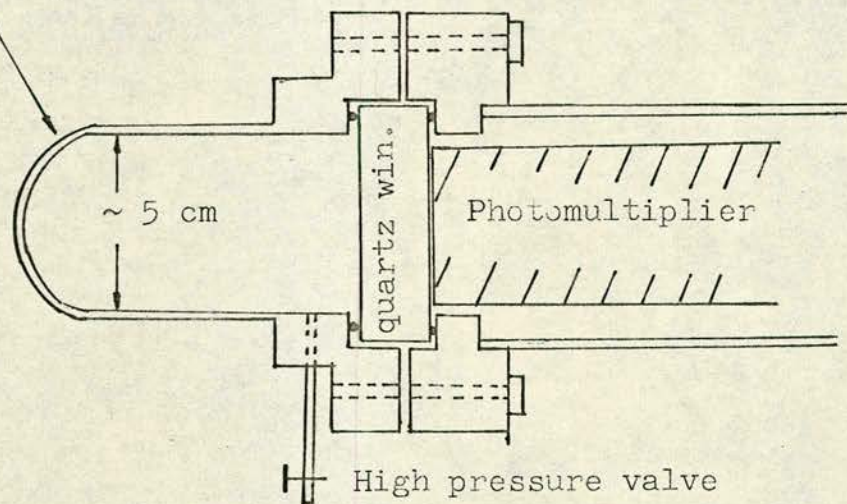 ~ 5 cm
quartz win.
Photomultiplier
High pressure valve